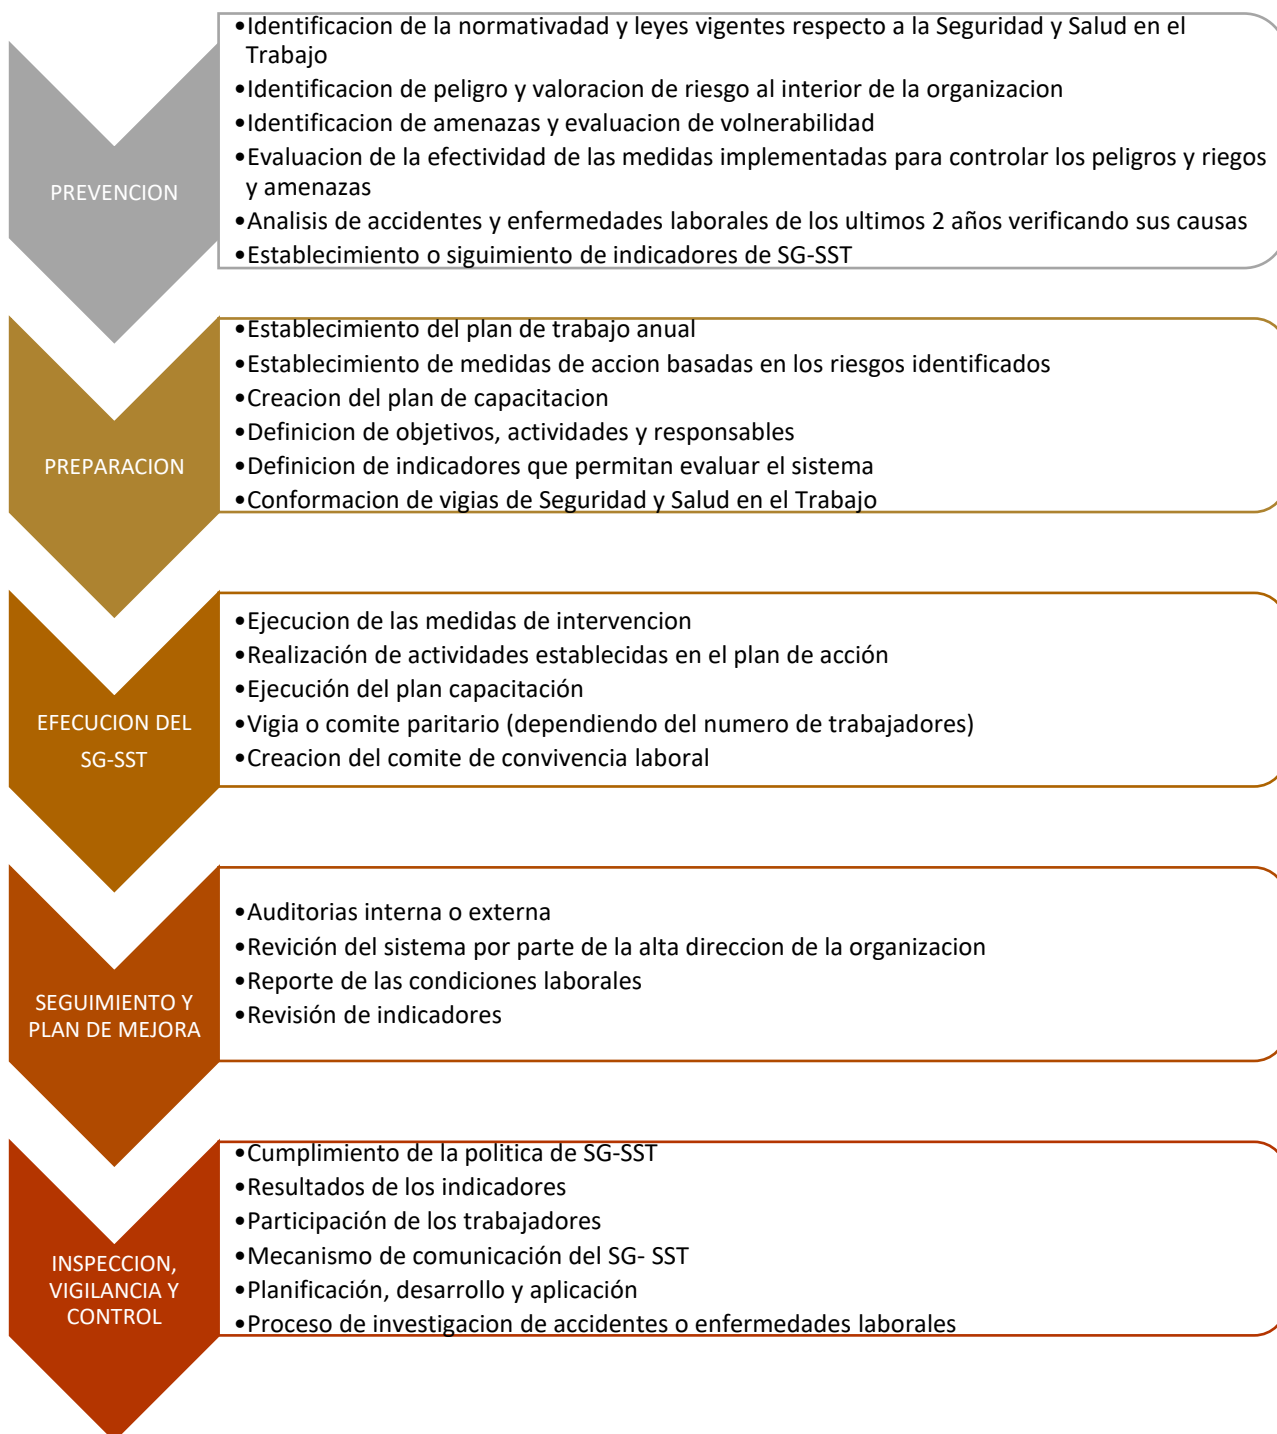 PREVENCION
•Identificacion de la normativadad y leyes vigentes respecto a la Seguridad y Salud en el
Trabajo
•Identificacion de peligro y valoracion de riesgo al interior de la organizacion
•Identificacion de amenazas y evaluacion de volnerabilidad
•Evaluacion de la efectividad de las medidas implementadas para controlar los peligros y riegos
y amenazas
•Analisis de accidentes y enfermedades laborales de los ultimos 2 años verificando sus causas
•Establecimiento o siguimiento de indicadores de SG-SST
PREPARACION
•Establecimiento del plan de trabajo anual
•Establecimiento de medidas de accion basadas en los riesgos identificados
•Creacion del plan de capacitacion
•Definicion de objetivos, actividades y responsables
•Definicion de indicadores que permitan evaluar el sistema
•Conformacion de vigias de Seguridad y Salud en el Trabajo
EFECUCION DEL
SG-SST
•Ejecucion de las medidas de intervencion
•Realización de actividades establecidas en el plan de acción
•Ejecución del plan capacitación
•Vigia o comite paritario (dependiendo del numero de trabajadores)
•Creacion del comite de convivencia laboral
SEGUIMIENTO Y
PLAN DE MEJORA
•Auditorias interna o externa
•Revición del sistema por parte de la alta direccion de la organizacion
•Reporte de las condiciones laborales
•Revisión de indicadores
INSPECCION,
VIGILANCIA Y
CONTROL
•Cumplimiento de la politica de SG-SST
•Resultados de los indicadores
•Participación de los trabajadores
•Mecanismo de comunicación del SG- SST
•Planificación, desarrollo y aplicación
•Proceso de investigacion de accidentes o enfermedades laborales